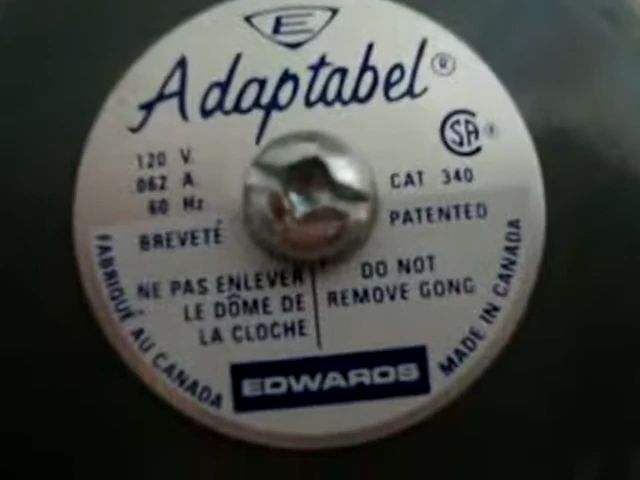 E
Adaptabel®
CSA®
120 V.
.062 A.
60 Hz
CAT 340
BREVETÉ
PATENTED
NE PAS ENLEVER
LE DÔME DE
LA CLOCHE
DO NOT
REMOVE GONG
FABRIQUÉ AU CANADA
MADE IN CANADA
EDWARDS